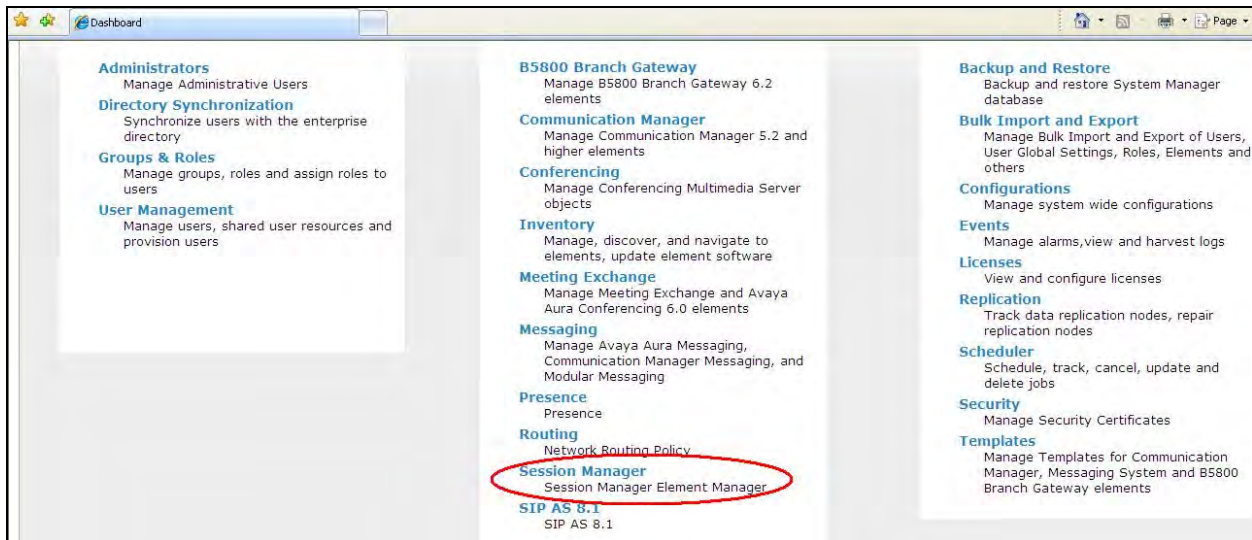 Dashboard
Page
Administrators
Manage Administrative Users
Directory Synchronization
Synchronize users with the enterprise
directory
Groups & Roles
Manage groups, roles and assign roles to
users
User Management
Manage users, shared user resources and
provision users
B5800 Branch Gateway
Manage B5800 Branch Gateway 6.2
elements
Communication Manager
Manage Communication Manager 5.2 and
higher elements
Conferencing
Manage Conferencing Multimedia Server
objects
Inventory
Manage, discover, and navigate to
elements, update element software
Meeting Exchange
Manage Meeting Exchange and Avaya
Aura Conferencing 6.0 elements
Messaging
Manage Avaya Aura Messaging,
Communication Manager Messaging, and
Modular Messaging
Presence
Presence
Routing
Network Routing Policy
Session Manager
Session Manager Element Manager
SIP AS 8.1
SIP AS 8.1
Backup and Restore
Backup and restore System Manager
database
Bulk Import and Export
Manage Bulk Import and Export of Users,
User Global Settings, Roles, Elements and
others
Configurations
Manage system wide configurations
Events
Manage alarms,view and harvest logs
Licenses
View and configure licenses
Replication
Track data replication nodes, repair
replication nodes
Scheduler
Schedule, track, cancel, update and
delete jobs
Security
Manage Security Certificates
Templates
Manage Templates for Communication
Manager, Messaging System and B5800
Branch Gateway elements